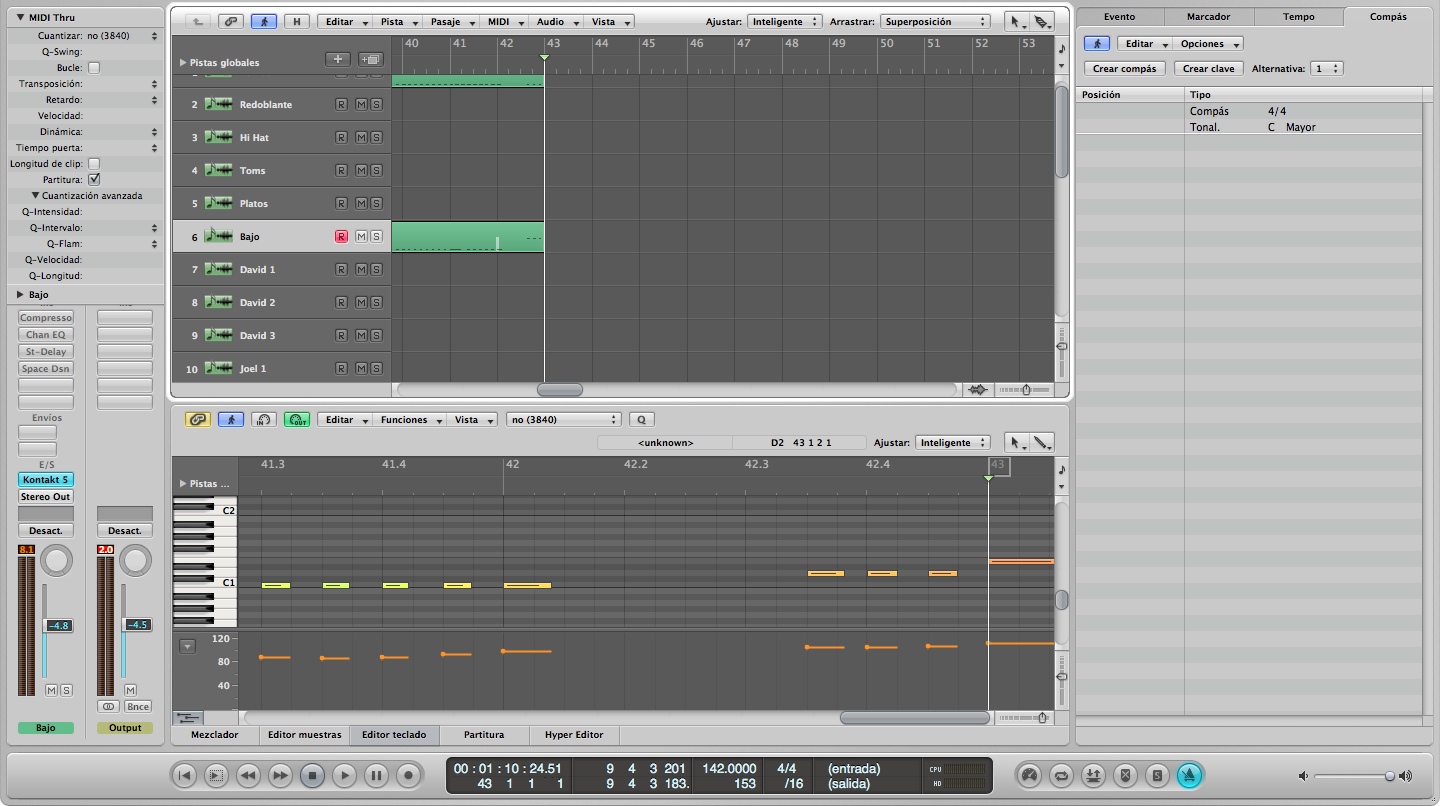 MIDI Thru
Cuantizar: no (3840)
Q-Swing:
Bucle:
Transposición:
Retardo:
Velocidad:
Dinámica:
Tiempo puerta:
Longitud de clip:
Partitura:
Cuantización avanzada
Q-Intensidad:
Q-Intervalo:
Q-Flam:
Q-Velocidad:
Q-Longitud:
Bajo
Compresso
Chan EQ
St-Delay
Space Dsn
Envíos
E/S
Kontakt 5
Stereo Out
Desact. Desact.
8.1 2.0
-4.8 -4.5
M S M
Bnce
Bajo Output
H Editar Pista Pasaje MIDI Audio Vista Ajustar: Inteligente Arrastrar: Superposición
40 41 42 43 44 45 46 47 48 49 50 51 52 53
Pistas globales
2 Redoblante R M S
3 Hi Hat R M S
4 Toms R M S
5 Platos R M S
6 Bajo R M S
7 David 1 R M S
8 David 2 R M S
9 David 3 R M S
10 Joel 1 R M S
IN OUT Editar Funciones Vista no (3840) Q
<unknown> D2 43 1 2 1 Ajustar: Inteligente
41.3 41.4 42 42.2 42.3 42.4 43
Pistas ...
C2
C1
120
80
40
Mezclador Editor muestras Editor teclado Partitura Hyper Editor
Evento Marcador Tempo Compás
Editar Opciones
Crear compás Crear clave Alternativa: 1
Posición Tipo
Compás 4/4
Tonal. C Mayor
00 : 01 : 10 : 24.51 9 4 3 201 142.0000 4/4 (entrada) CPU
43 1 1 1 9 4 3 183. 153 /16 (salida) HD
S